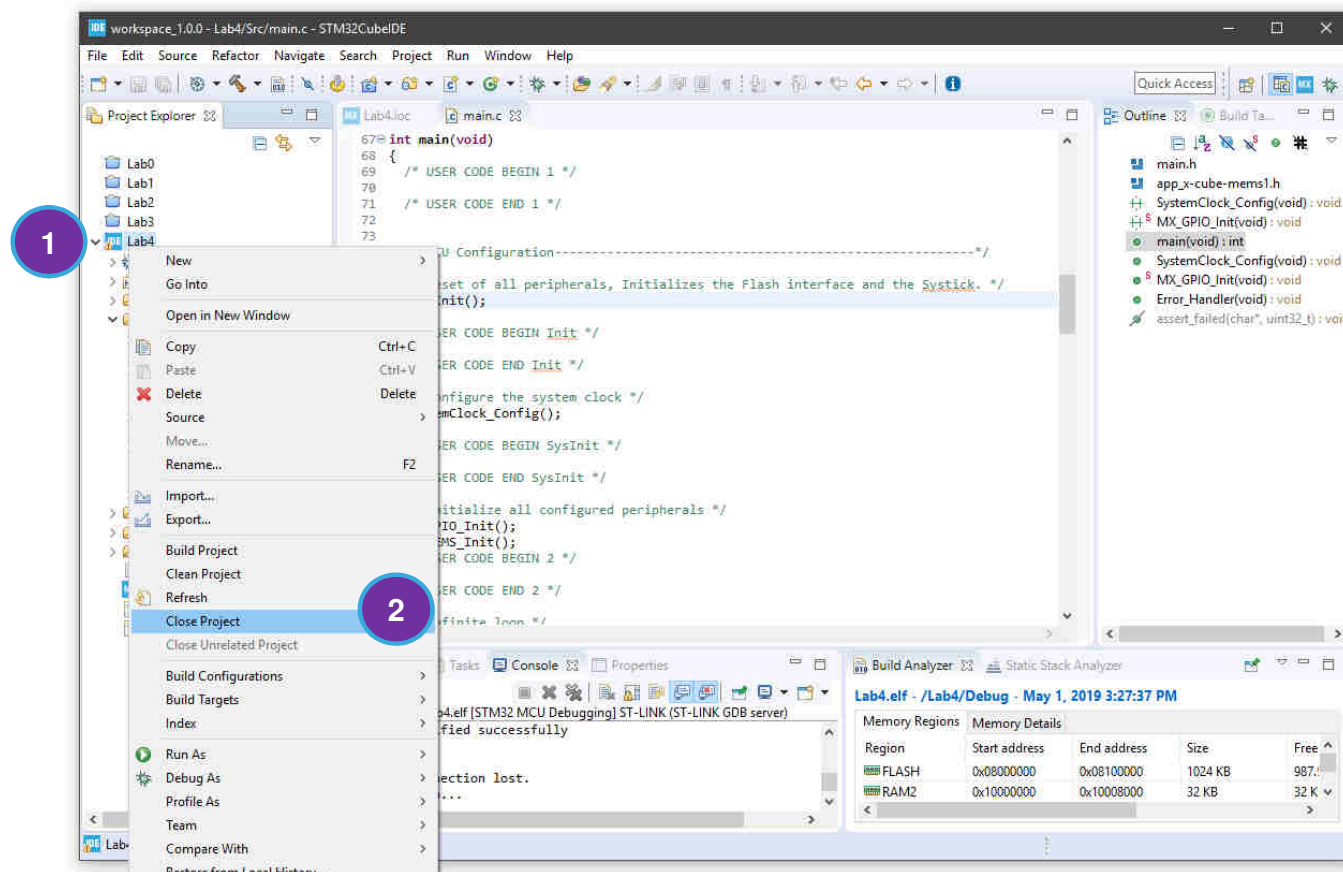 workspace_1.0.0 - Lab4/Src/main.c - STM32CubeIDE
File Edit Source Refactor Navigate Search Project Run Window Help
Quick Access
Project Explorer
Lab0
Lab1
Lab2
Lab3
Lab4
1
New
Go Into
Open in New Window
Copy Ctrl+C
Paste Ctrl+V
Delete Delete
Source
Move...
Rename... F2
Import...
Export...
Build Project
Clean Project
Refresh
Close Project
2
Close Unrelated Project
Build Configurations
Build Targets
Index
Run As
Debug As
Profile As
Team
Compare With
Restore from Local History
Lab4.ioc main.c
67 int main(void)
68 {
69 /* USER CODE BEGIN 1 */
70
71 /* USER CODE END 1 */
72
73
U Configuration----------------------------------------------------------*/
set of all peripherals, Initializes the Flash interface and the Systick. */
nit();
ER CODE BEGIN Init */
ER CODE END Init */
nfigure the system clock */
emClock_Config();
ER CODE BEGIN SysInit */
ER CODE END SysInit */
itialize all configured peripherals */
IO_Init();
EMS_Init();
ER CODE BEGIN 2 */
ER CODE END 2 */
finite loop */
Outline Build Ta...
main.h
app_x-cube-mems1.h
SystemClock_Config(void) : void
MX_GPIO_Init(void) : void
main(void) : int
SystemClock_Config(void) : void
MX_GPIO_Init(void) : void
Error_Handler(void) : void
assert_failed(char*, uint32_t) : voi
Tasks Console Properties
b4.elf [STM32 MCU Debugging] ST-LINK (ST-LINK GDB server)
fied successfully
ection lost.
...
Build Analyzer Static Stack Analyzer
Lab4.elf - /Lab4/Debug - May 1, 2019 3:27:37 PM
Memory Regions Memory Details
Region Start address End address Size Free
FLASH 0x08000000 0x08100000 1024 KB 987.
RAM2 0x10000000 0x10008000 32 KB 32 K
Lab